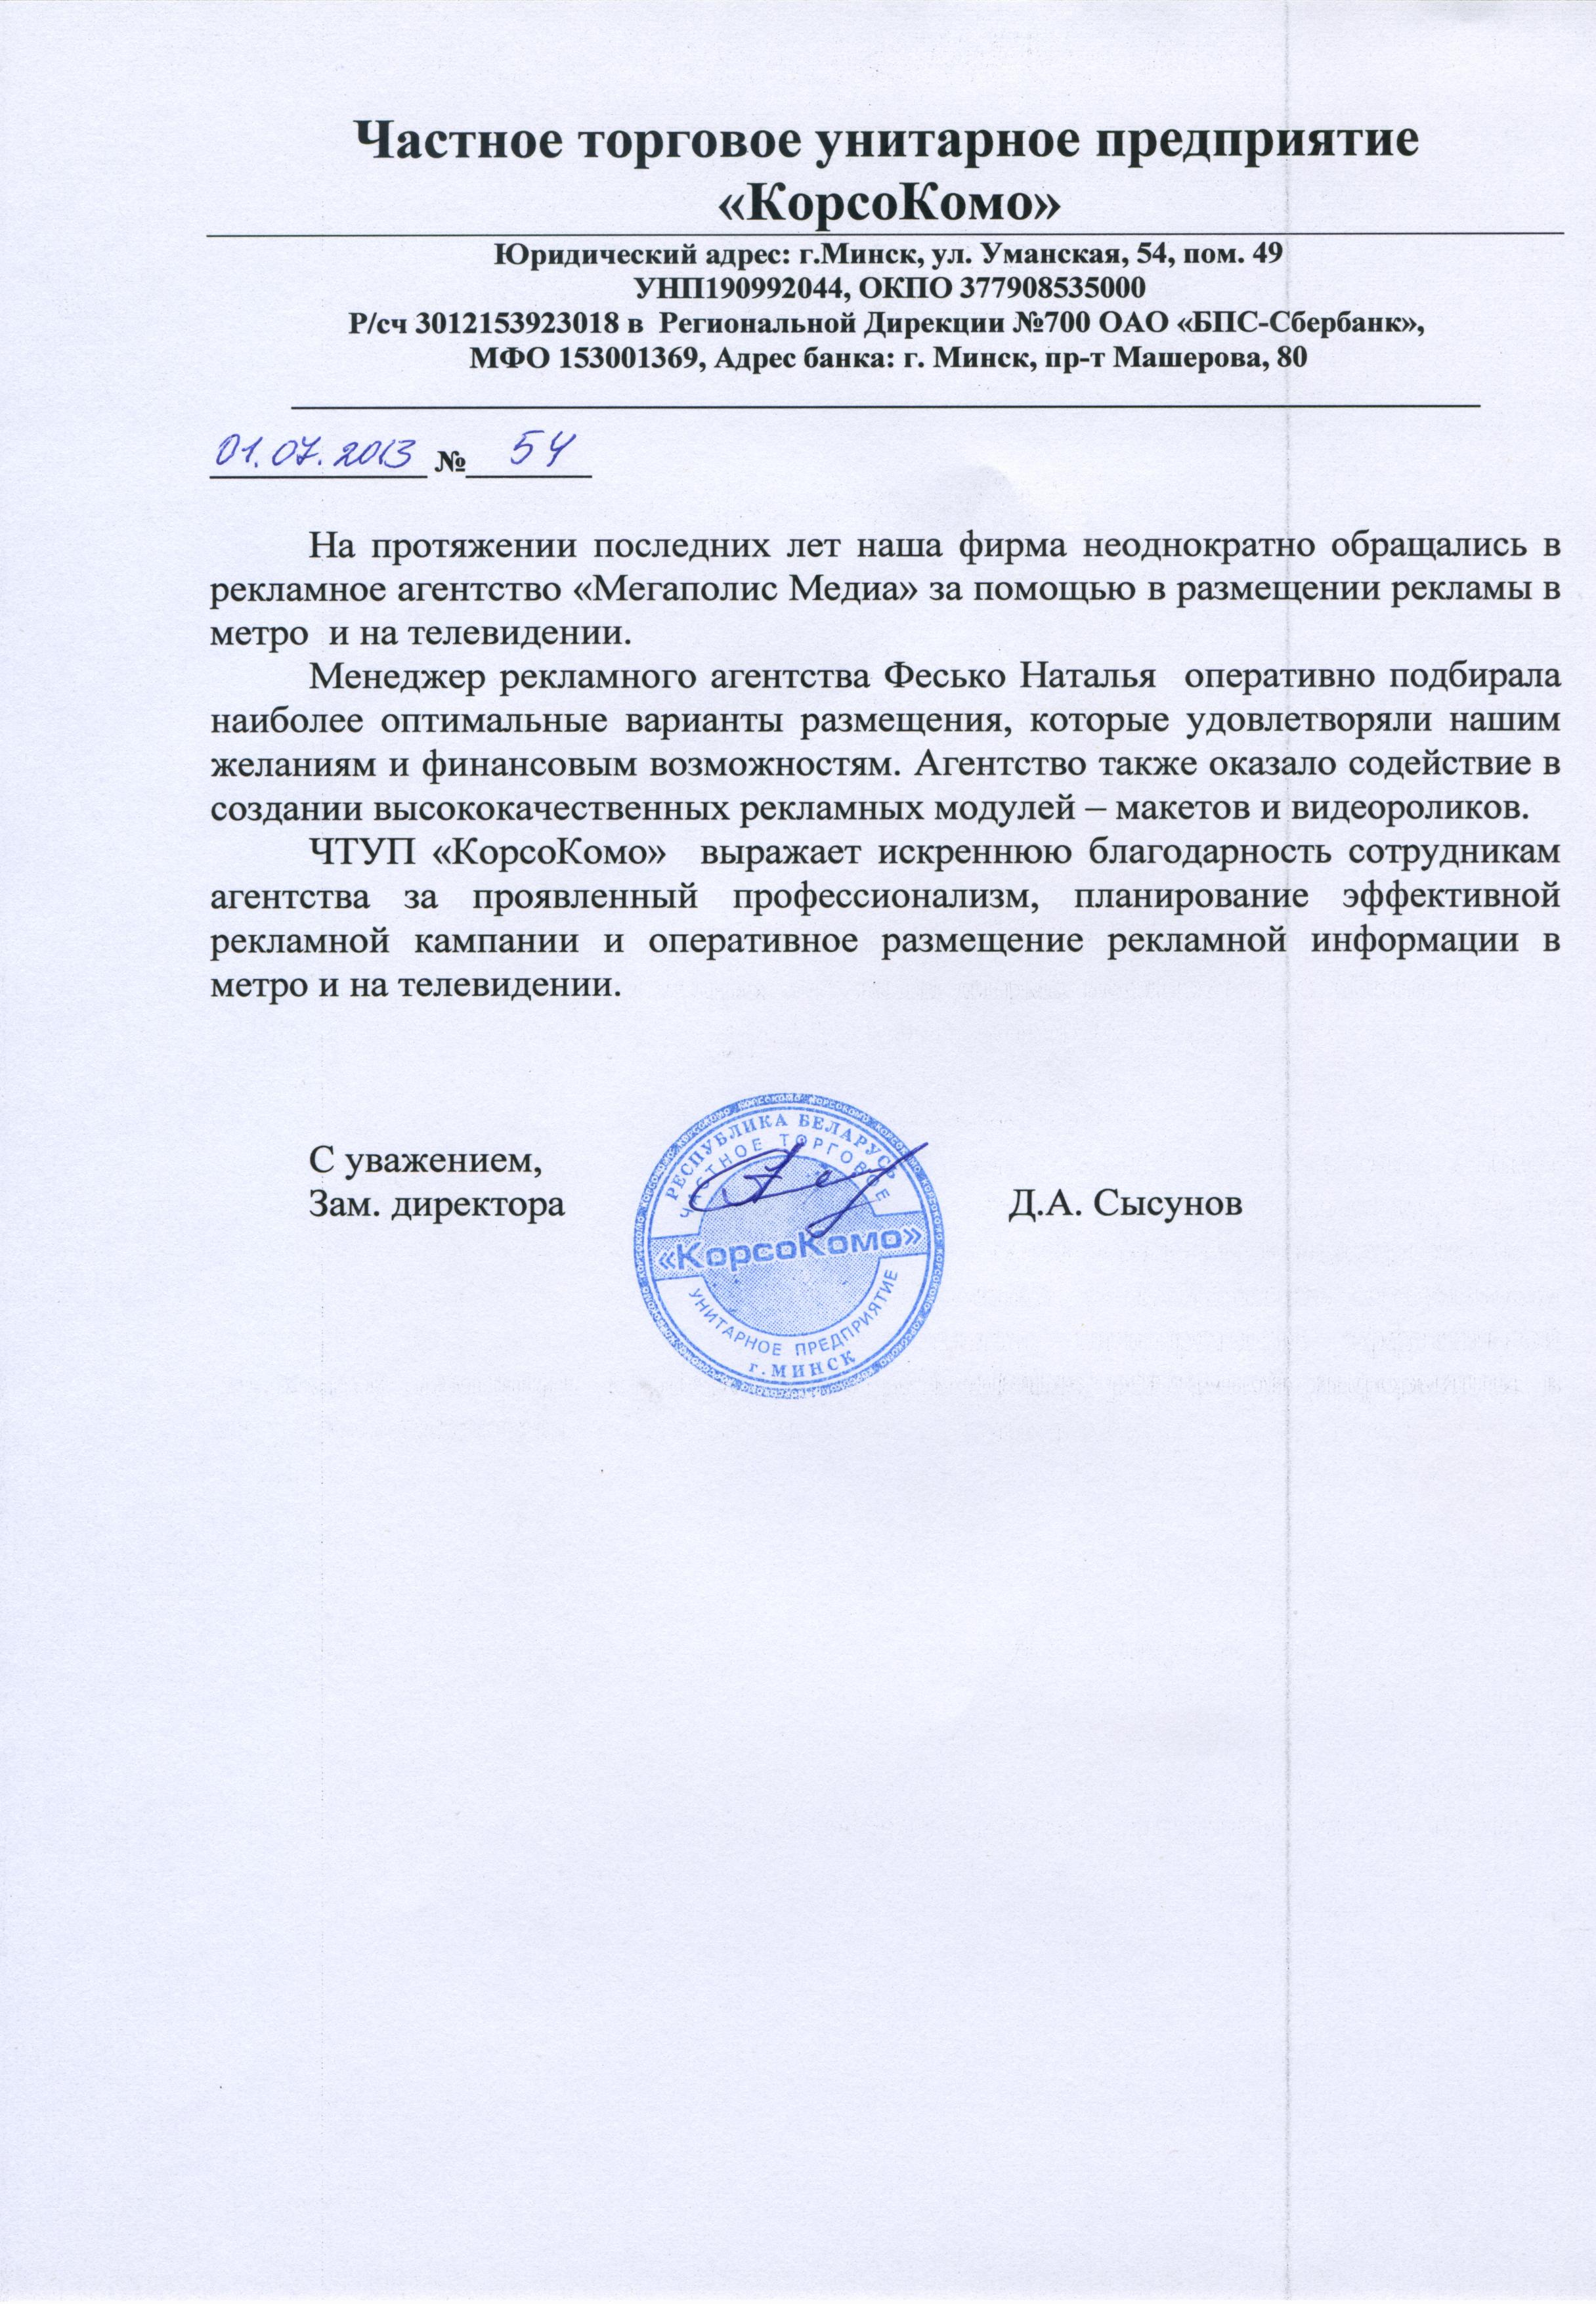 Частное торговое унитарное предприятие
«КорсоКомо»
Юридический адрес: г.Минск, ул. Уманская, 54, пом. 49
УНП190992044, ОКПО 377908535000
Р/сч 3012153923018 в Региональной Дирекции №700 ОАО «БПС-Сбербанк»,
МФО 153001369, Адрес банка: г. Минск, пр-т Машерова, 80
01.07.2013 № 54
На протяжении последних лет наша фирма неоднократно обращались в
рекламное агентство «Мегаполис Медиа» за помощью в размещении рекламы в
метро и на телевидении.
Менеджер рекламного агентства Фесько Наталья оперативно подбирала
наиболее оптимальные варианты размещения, которые удовлетворяли нашим
желаниям и финансовым возможностям. Агентство также оказало содействие в
создании высококачественных рекламных модулей – макетов и видеороликов.
ЧТУП «КорсоКомо» выражает искреннюю благодарность сотрудникам
агентства за проявленный профессионализм, планирование эффективной
рекламной кампании и оперативное размещение рекламной информации в
метро и на телевидении.
С уважением,
Зам. директора Д.А. Сысунов
РЕСПУБЛИКА БЕЛАРУСЬ
ЧАСТНОЕ ТОРГОВОЕ
«КорсоКомо»
УНИТАРНОЕ ПРЕДПРИЯТИЕ
г.МИНСК